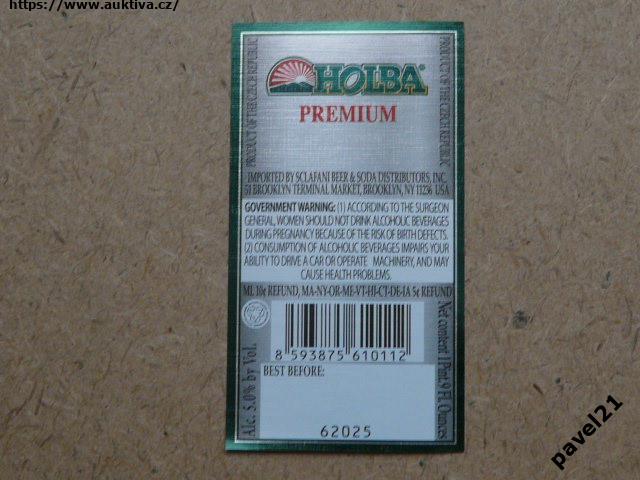 https://www.auktiva.cz/
PRODUCT OF THE CZECH REPUBLIC
HOLBA®
PREMIUM
PRODUCT OF THE CZECH REPUBLIC
IMPORTED BY SCLAFANI BEER & SODA DISTRIBUTORS, INC.
51 BROOKLYN TERMINAL MARKET, BROOKLYN, NY 11236 USA
GOVERNMENT WARNING: (1) ACCORDING TO THE SURGEON
GENERAL, WOMEN SHOULD NOT DRINK ALCOHOLIC BEVERAGES
DURING PREGNANCY BECAUSE OF THE RISK OF BIRTH DEFECTS.
(2) CONSUMPTION OF ALCOHOLIC BEVERAGES IMPAIRS YOUR
ABILITY TO DRIVE A CAR OR OPERATE MACHINERY, AND MAY
CAUSE HEALTH PROBLEMS.
MI. 10¢ REFUND, MA-NY-OR-ME-VT-HI-CT-DE-IA 5¢ REFUND
Alc. 5.0% by Vol.
8 593875 610112
Net content 1 Pint .9 Fl. Ounces
BEST BEFORE:
62025
pavel21